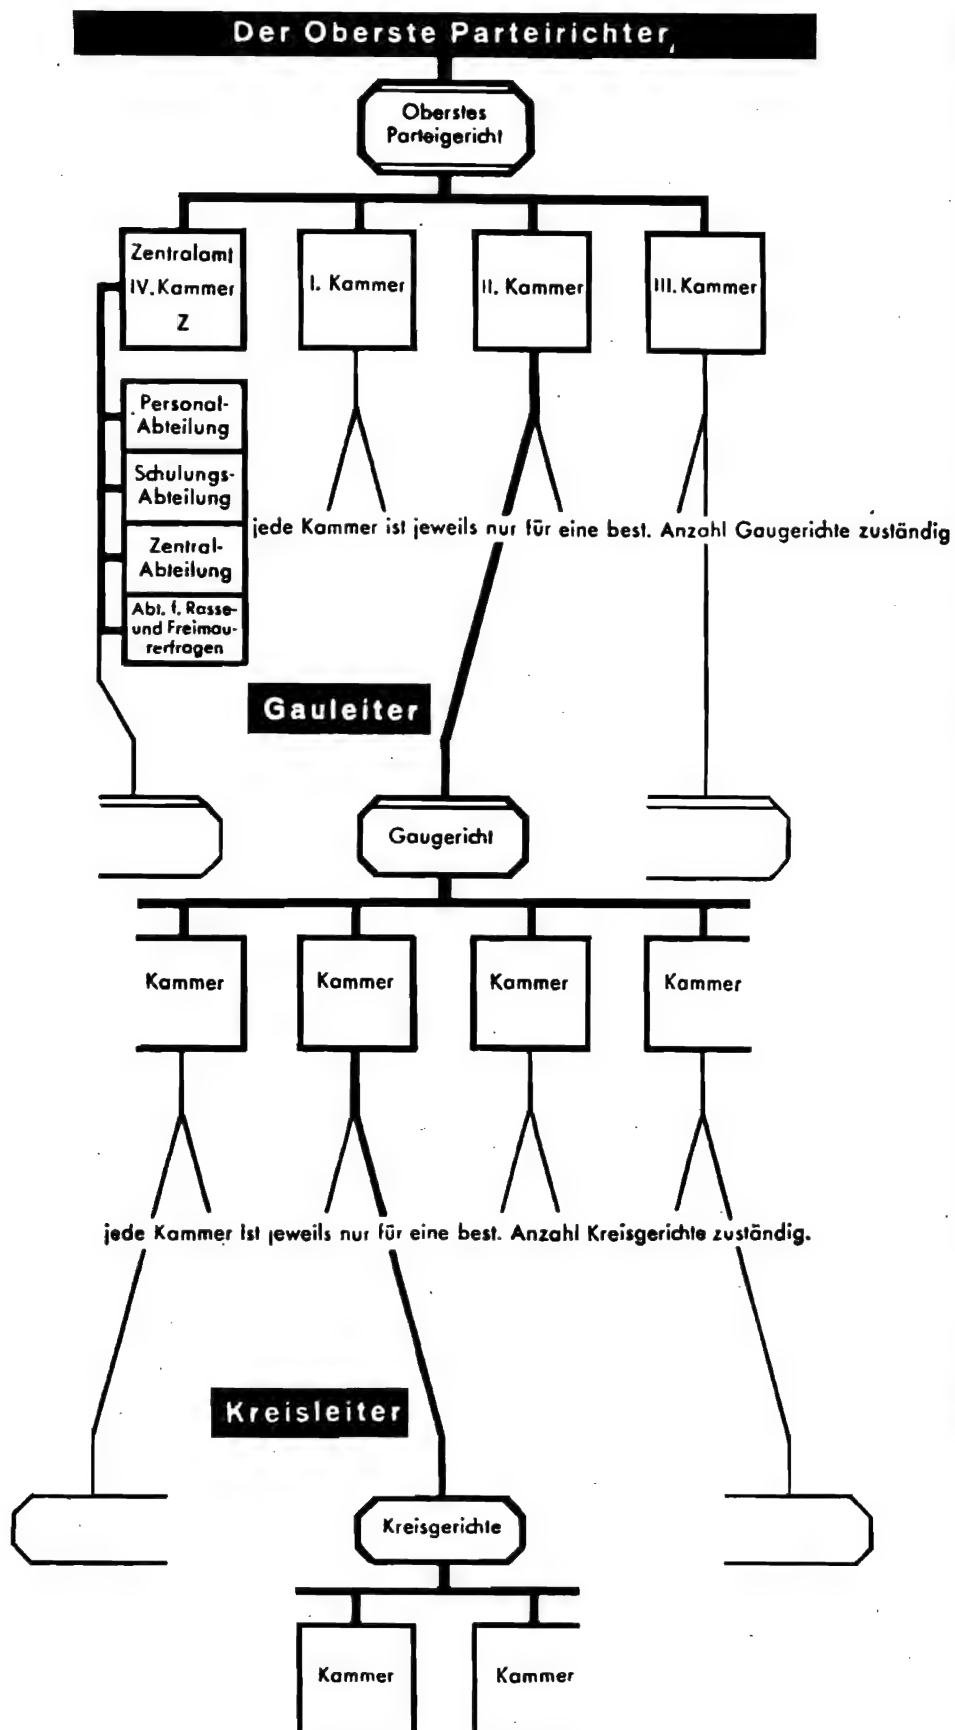 Der Oberste Parteirichter
Oberstes
Parteigericht
Zentralamt
IV. Kammer
Z
I. Kammer
II. Kammer
III. Kammer
Personal-
Abteilung
Schulungs-
Abteilung
Zentral-
Abteilung
Abt. f. Rasse-
und Freimau-
rerfragen
jede Kammer ist jeweils nur für eine best. Anzahl Gaugerichte zuständig
Gauleiter
Gaugericht
Kammer
Kammer
Kammer
Kammer
jede Kammer ist jeweils nur für eine best. Anzahl Kreisgerichte zuständig.
Kreisleiter
Kreisgerichte
Kammer
Kammer